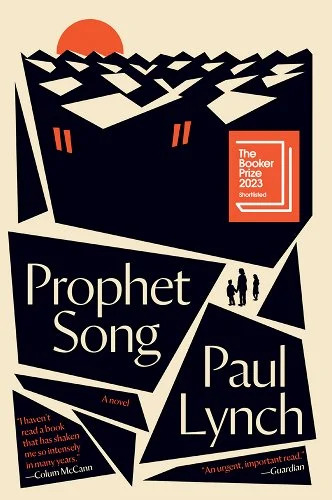 The
Booker
Prize
2023
Shortlisted
Prophet
Song
A novel
Paul
Lynch
"I haven't
read a book
that has shaken
me so intensely
in many years."
—Colum McCann
"An urgent, important read."
—Guardian